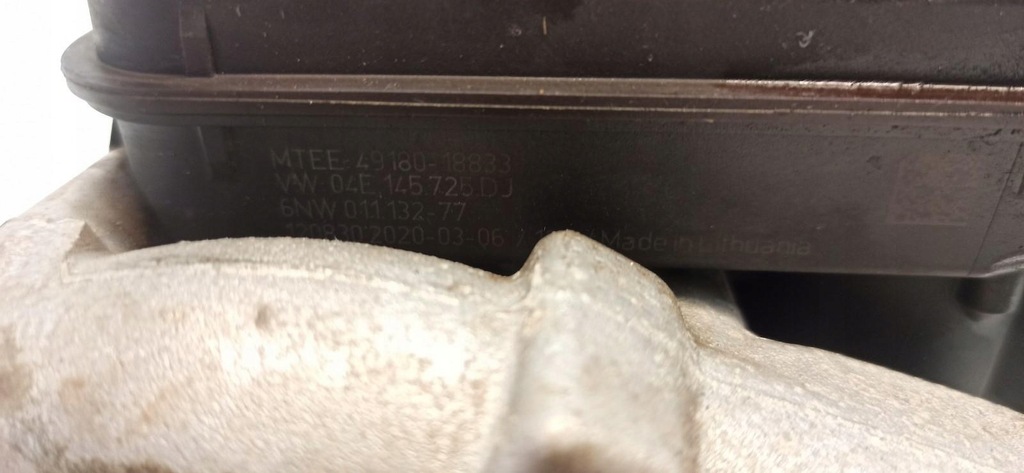 MTEE 49180-18833
VW 04E.145.725.DJ
6NW 011.132-77
2020-03-06 / Made in Lithuania